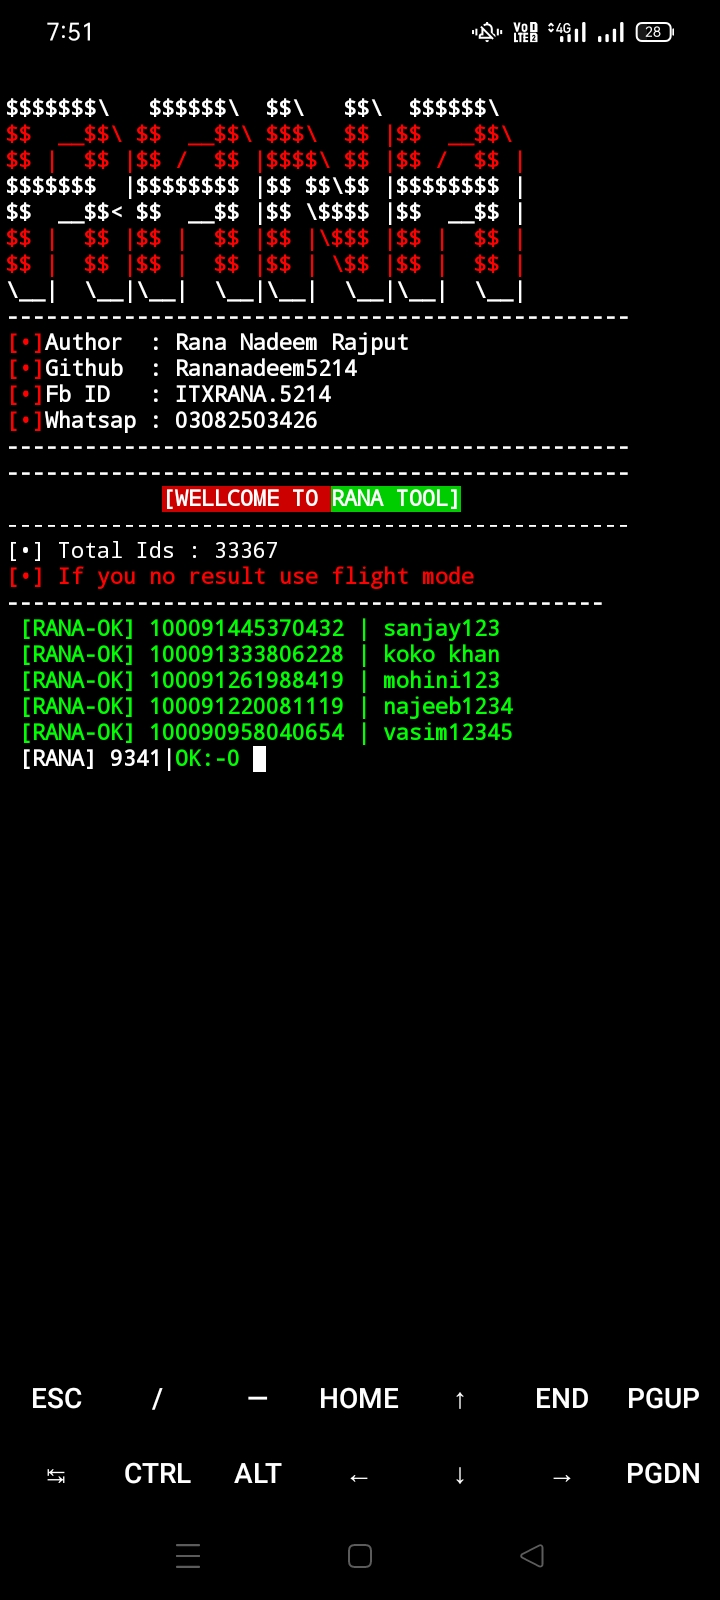 7:51
Vo1 LTE2 4G 28
$$$$$$$\   $$$$$$\  $$\   $$\  $$$$$$\
$$  __$$\ $$  __$$\ $$$\  $$ |$$  __$$\
$$ |  $$ |$$ /  $$ |$$$$\ $$ |$$ /  $$ |
$$$$$$$  |$$$$$$$$ |$$ $$\$$ |$$$$$$$$ |
$$  __$$< $$  __$$ |$$ \$$$$ |$$  __$$ |
$$ |  $$ |$$ |  $$ |$$ |\$$$ |$$ |  $$ |
$$ |  $$ |$$ |  $$ |$$ | \$$ |$$ |  $$ |
\__|  \__|\__|  \__|\__|  \__|\__|  \__|
------------------------------------------------
[•]Author  : Rana Nadeem Rajput
[•]Github  : Rananadeem5214
[•]Fb ID   : ITXRANA.5214
[•]Whatsap : 03082503426
------------------------------------------------
------------------------------------------------
[WELLCOME TO RANA TOOL]
------------------------------------------------
[•] Total Ids : 33367
[•] If you no result use flight mode
----------------------------------------------
[RANA-OK] 100091445370432 | sanjay123
[RANA-OK] 100091333806228 | koko khan
[RANA-OK] 100091261988419 | mohini123
[RANA-OK] 100091220081119 | najeeb1234
[RANA-OK] 100090958040654 | vasim12345
[RANA] 9341|OK:-0
ESC / — HOME ↑ END PGUP
↹ CTRL ALT ← ↓ → PGDN